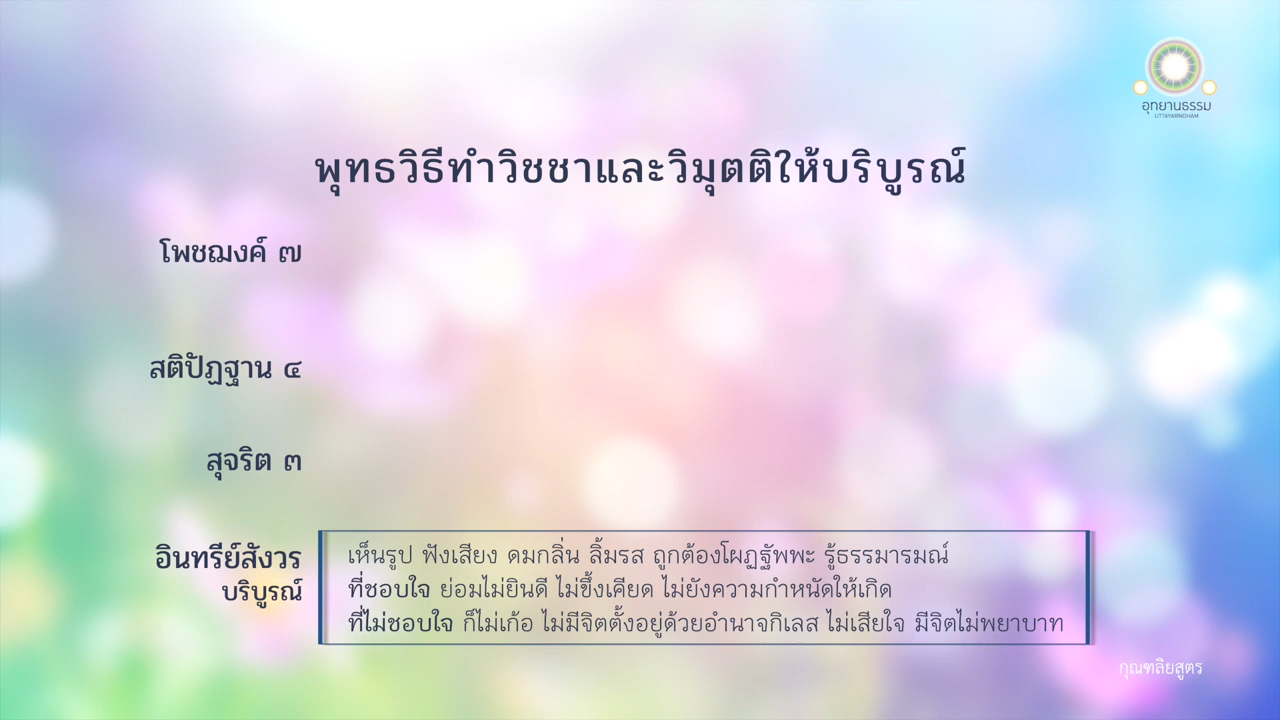 อุทยานธรรม
UTTAYARNDHAM
พุทธวิธีทำวิชชาและวิมุตติให้บริบูรณ์
โพชฌงค์ ๗
สติปัฏฐาน ๔
สุจริต ๓
อินทรีย์สังวร
บริบูรณ์
เห็นรูป ฟังเสียง ดมกลิ่น ลิ้มรส ถูกต้องโผฏฐัพพะ รู้ธรรมารมณ์
ที่ชอบใจ ย่อมไม่ยินดี ไม่ขึ้งเคียด ไม่ยังความกำหนัดให้เกิด
ที่ไม่ชอบใจ ก็ไม่เก้อ ไม่มีจิตตั้งอยู่ด้วยอำนาจกิเลส ไม่เสียใจ มีจิตไม่พยาบาท
กุณฑลิยสูตร